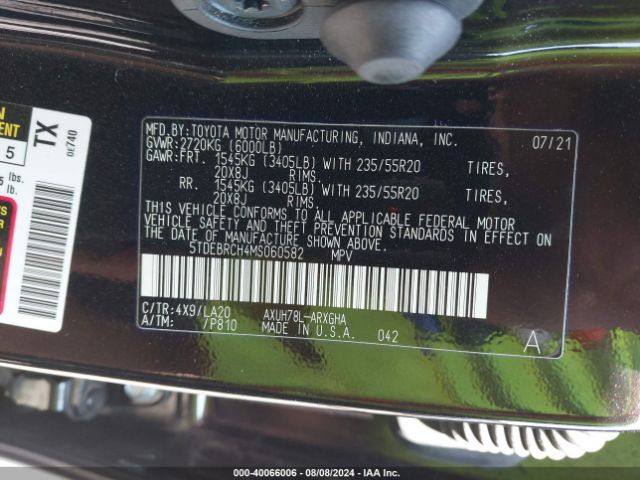 MFD.BY:TOYOTA MOTOR MANUFACTURING, INDIANA, INC. 07/21
GVWR:2720KG (6000LB)
GAWR:FRT. 1545KG (3405LB) WITH 235/55R20 TIRES,
20X8J RIMS.
RR. 1545KG (3405LB) WITH 235/55R20 TIRES,
20X8J RIMS.
THIS VEHICLE CONFORMS TO ALL APPLICABLE FEDERAL MOTOR
VEHICLE SAFETY AND THEFT PREVENTION STANDARDS IN EFFECT
ON THE DATE OF MANUFACTURE SHOWN ABOVE.
5TDEBRCH4MS060582 MPV
C/TR:4X9/LA20 AXUH78L-ARXGHA
A/TM: /P810 MADE IN U.S.A. 042 A
TX
0E740
5
lb.
lb.
000-40066006 - 08/08/2024 - IAA Inc.